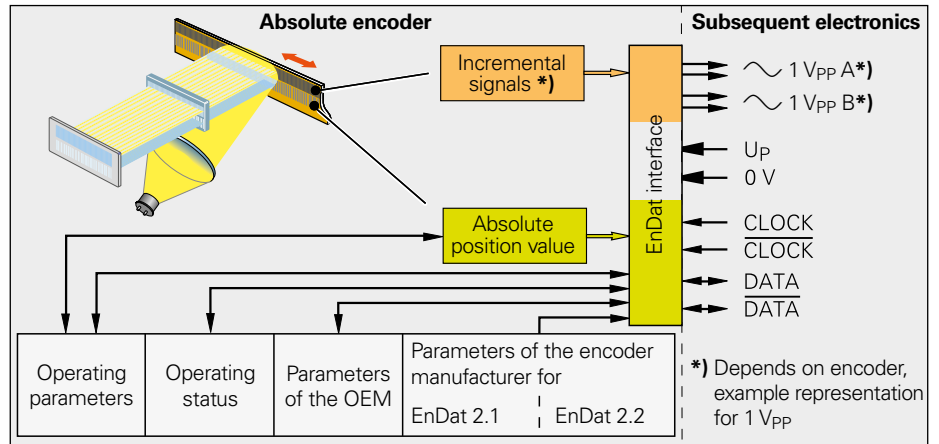 Absolute encoder
Subsequent electronics
Incremental
signals *)
1 VPP A*)
1 VPP B*)
UP
0 V
EnDat interface
Absolute
position value
CLOCK
CLOCK
DATA
DATA
Operating
parameters
Operating
status
Parameters
of the OEM
Parameters of the encoder
manufacturer for
EnDat 2.1
EnDat 2.2
*) Depends on encoder,
example representation
for 1 VPP